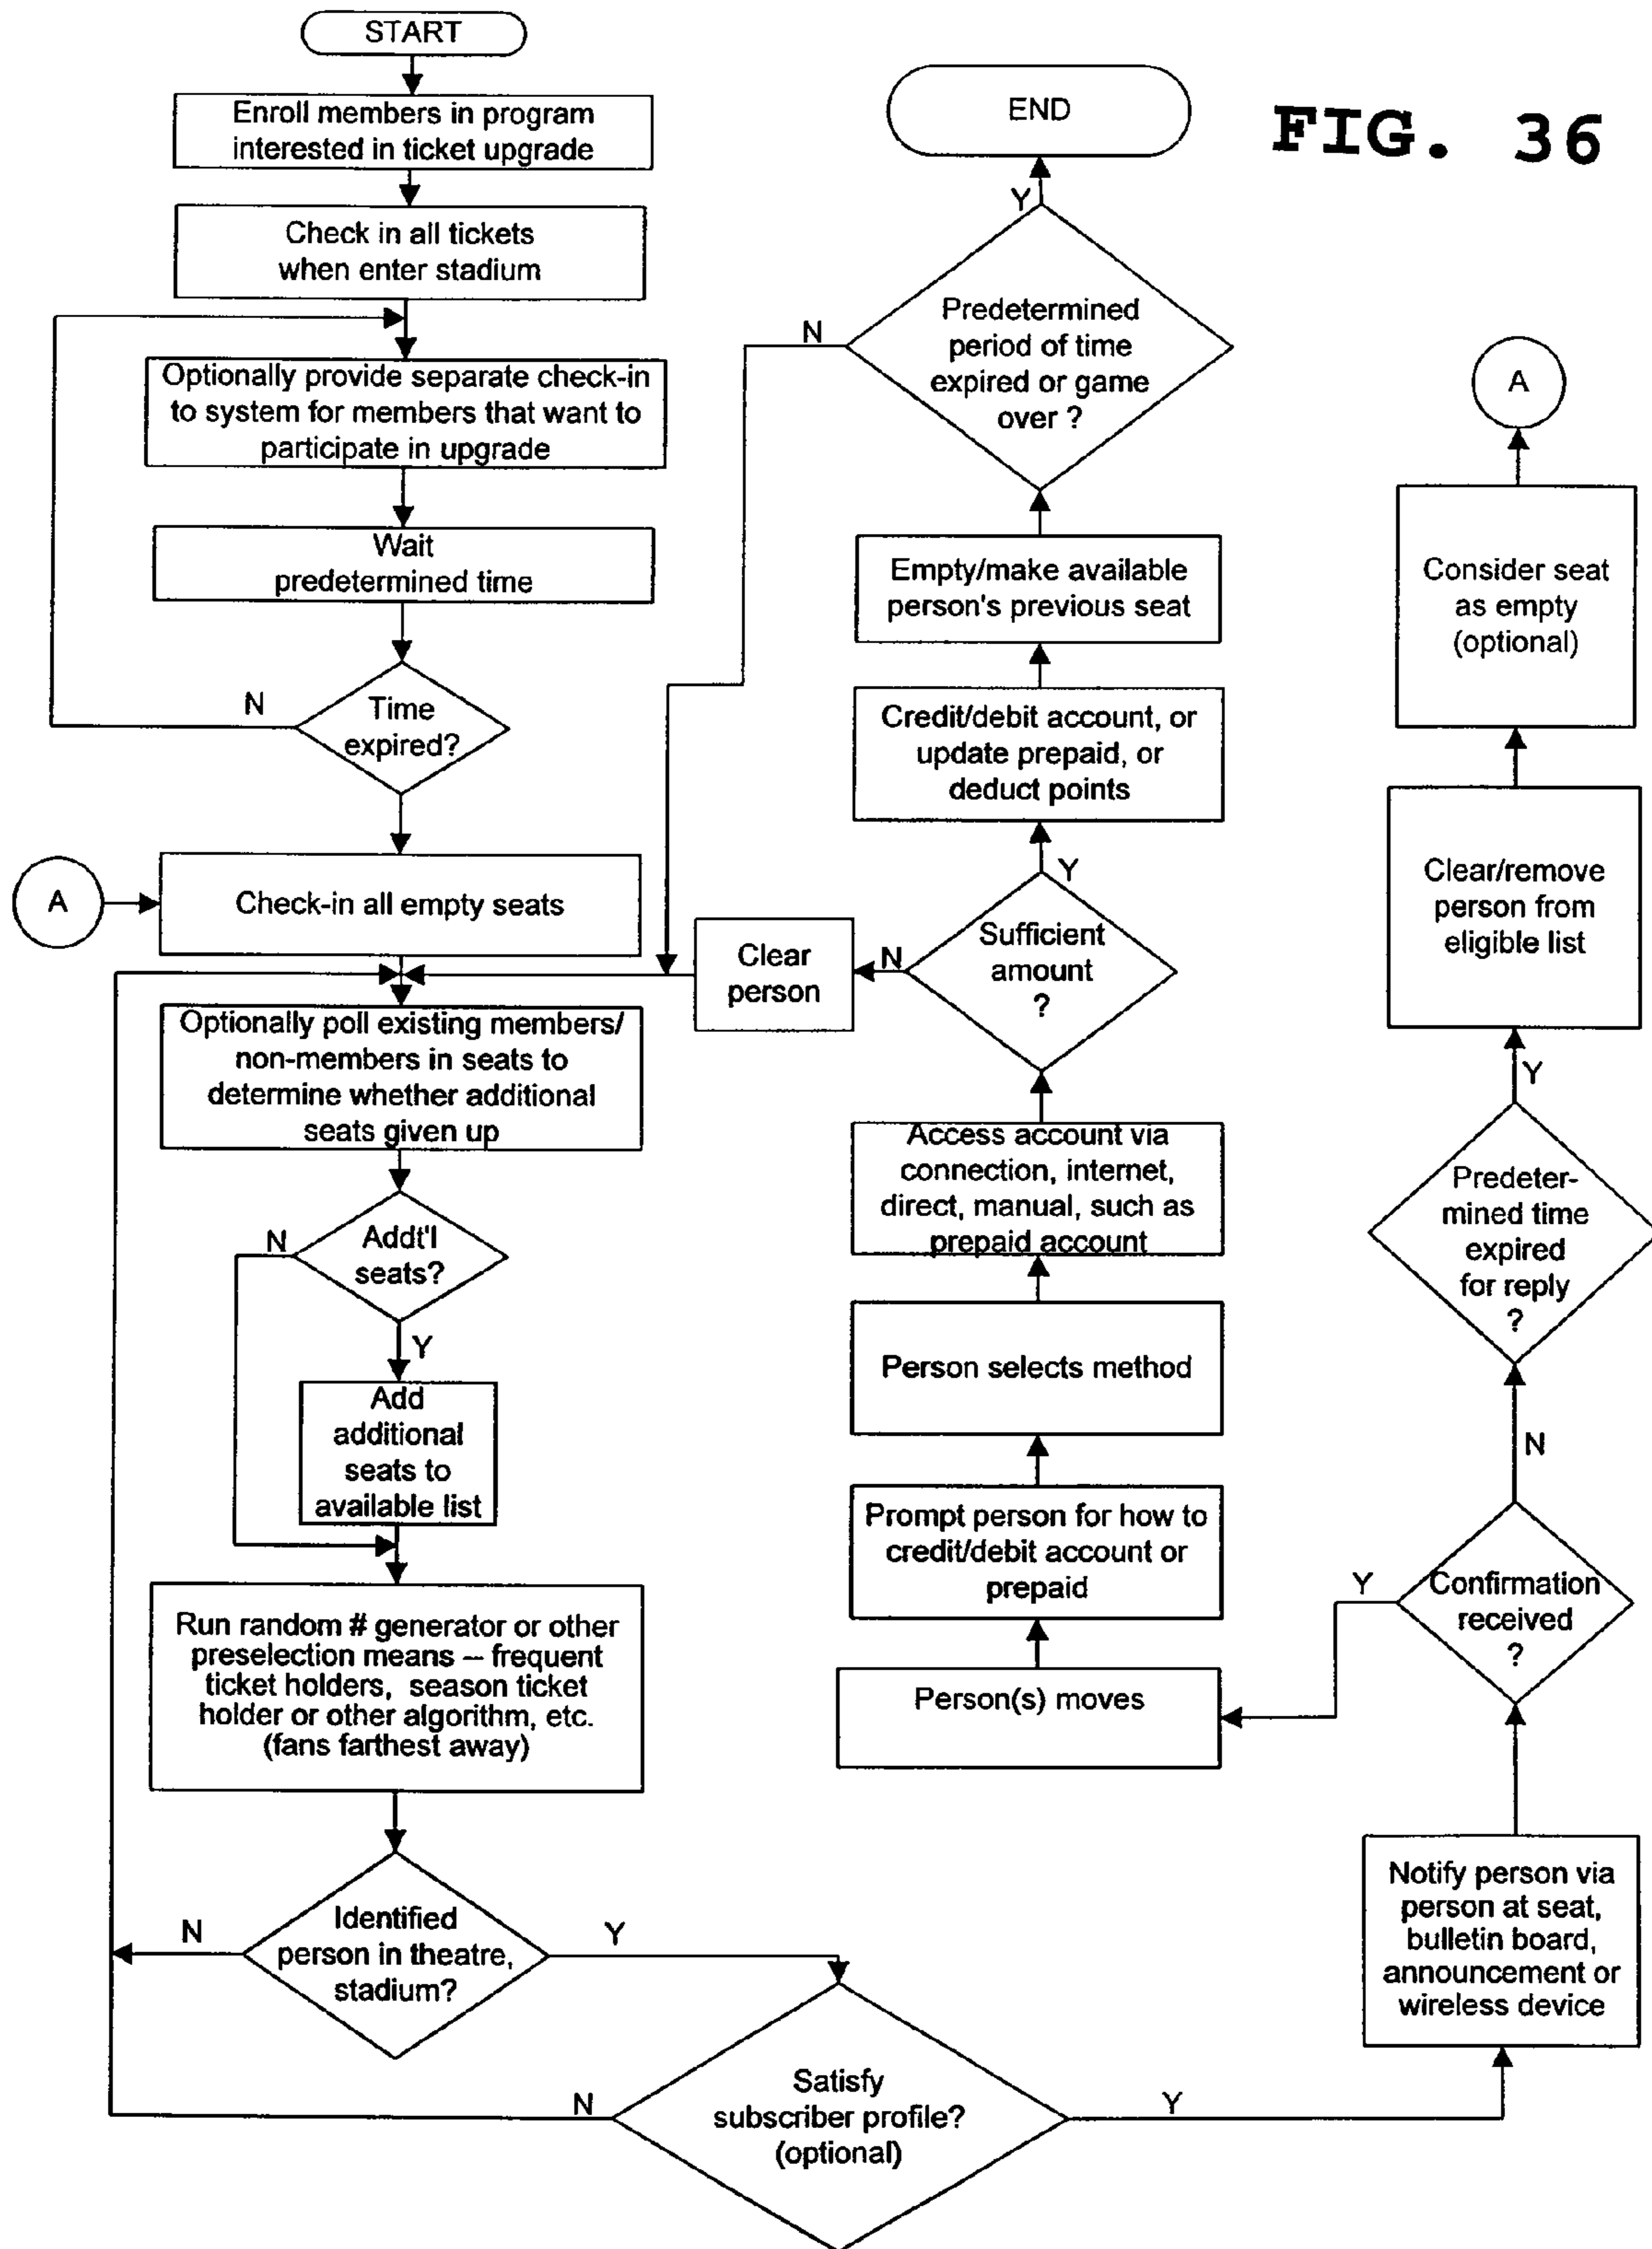 START
Enroll members in program
interested in ticket upgrade
Check in all tickets
when enter stadium
Optionally provide separate check-in
to system for members that want to
participate in upgrade
Wait
predetermined time
N
Time
expired?
A
Check-in all empty seats
Optionally poll existing members/
non-members in seats to
determine whether additional
seats given up
N
Addt'l
seats?
Y
Add
additional
seats to
available list
Run random # generator or other
preselection means – frequent
ticket holders, season ticket
holder or other algorithm, etc.
(fans farthest away)
N
Identified
person in theatre,
stadium?
Y
N
Satisfy
subscriber profile?
(optional)
Y
END
Y
N
Predetermined
period of time
expired or game
over ?
Empty/make available
person's previous seat
Credit/debit account, or
update prepaid, or
deduct points
Y
Clear
person
N
Sufficient
amount
?
Access account via
connection, internet,
direct, manual, such as
prepaid account
Person selects method
Prompt person for how to
credit/debit account or
prepaid
Person(s) moves
FIG. 36
A
Consider seat
as empty
(optional)
Clear/remove
person from
eligible list
Y
Predeter-
mined time
expired
for reply
?
N
Y
Confirmation
received
?
Notify person via
person at seat,
bulletin board,
announcement or
wireless device